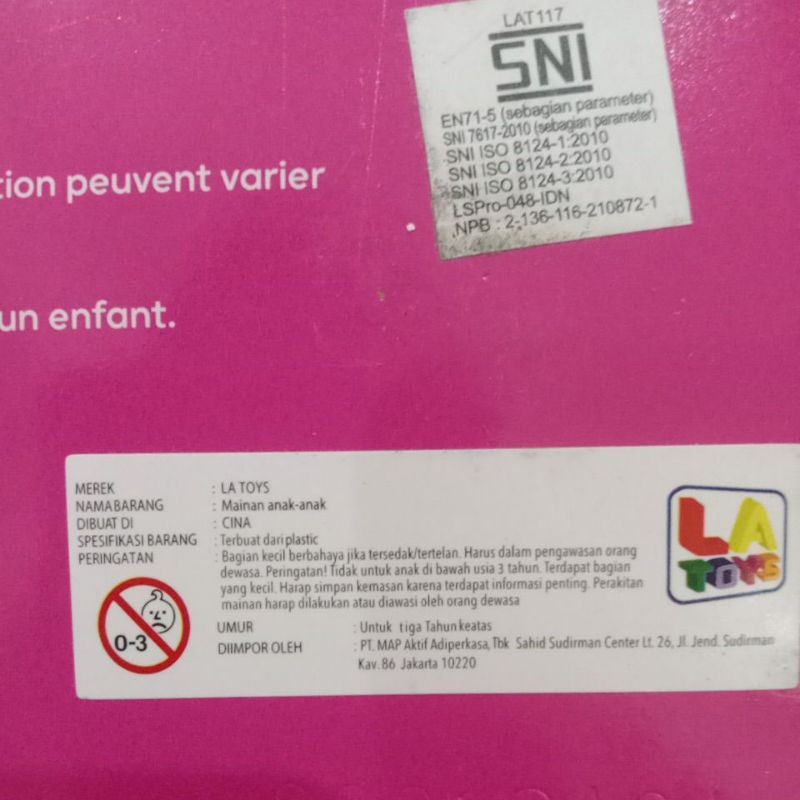 LAT117
SNI
EN71-5 (sebagian parameter)
SNI 7617-2010 (sebagian parameter)
SNI ISO 8124-1:2010
SNI ISO 8124-2:2010
SNI ISO 8124-3:2010
LSPro-048-IDN
NPB : 2-136-116-210872-1
tion peuvent varier
un enfant.
MEREK : LA TOYS
NAMA BARANG : Mainan anak-anak
DIBUAT DI : CINA
SPESIFIKASI BARANG : Terbuat dari plastic
PERINGATAN : Bagian kecil berbahaya jika tersedak/tertelan. Harus dalam pengawasan orang
dewasa. Peringatan! Tidak untuk anak di bawah usia 3 tahun. Terdapat bagian
yang kecil. Harap simpan kemasan karena terdapat informasi penting. Perakitan
mainan harap dilakukan atau diawasi oleh orang dewasa
0-3
UMUR : Untuk tiga Tahun keatas
DIIMPOR OLEH : PT. MAP Aktif Adiperkasa, Tbk Sahid Sudirman Center Lt. 26, Jl. Jend. Sudirman
Kav. 86 Jakarta 10220
LA
TOYS